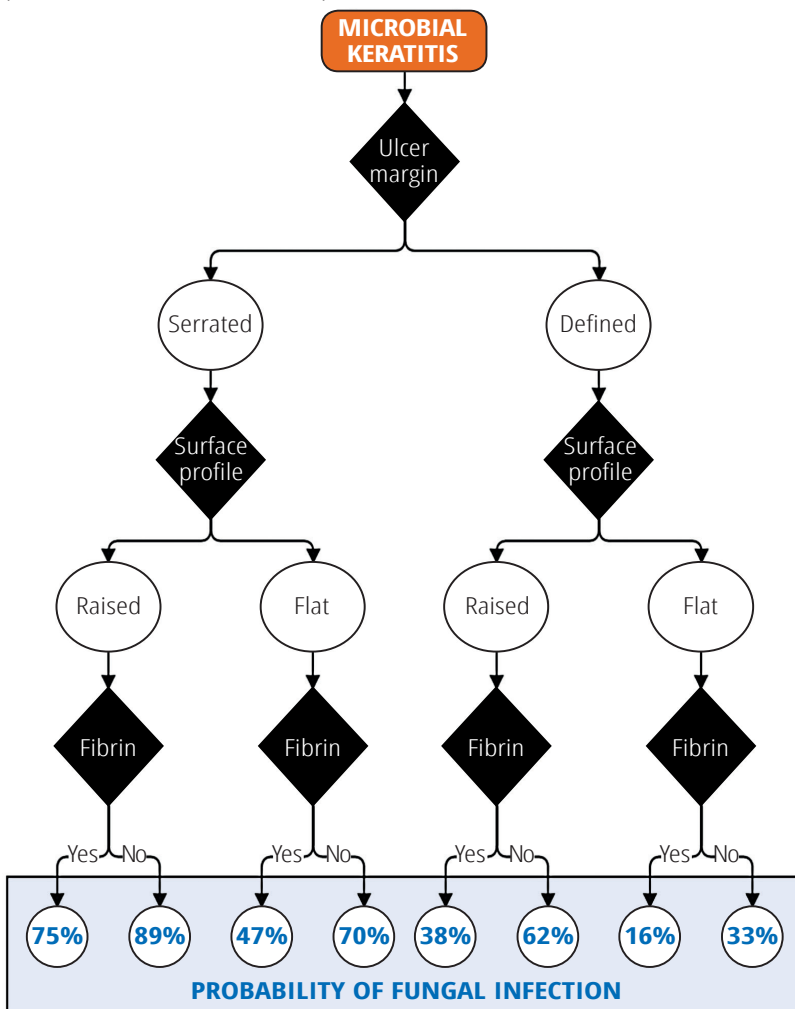 MICROBIAL
KERATITIS
Ulcer
margin
Serrated
Defined
Surface
profile
Surface
profile
Raised
Flat
Raised
Flat
Fibrin
Fibrin
Fibrin
Fibrin
Yes No
Yes No
Yes No
Yes No
75% 89% 47% 70% 38% 62% 16% 33%
PROBABILITY OF FUNGAL INFECTION